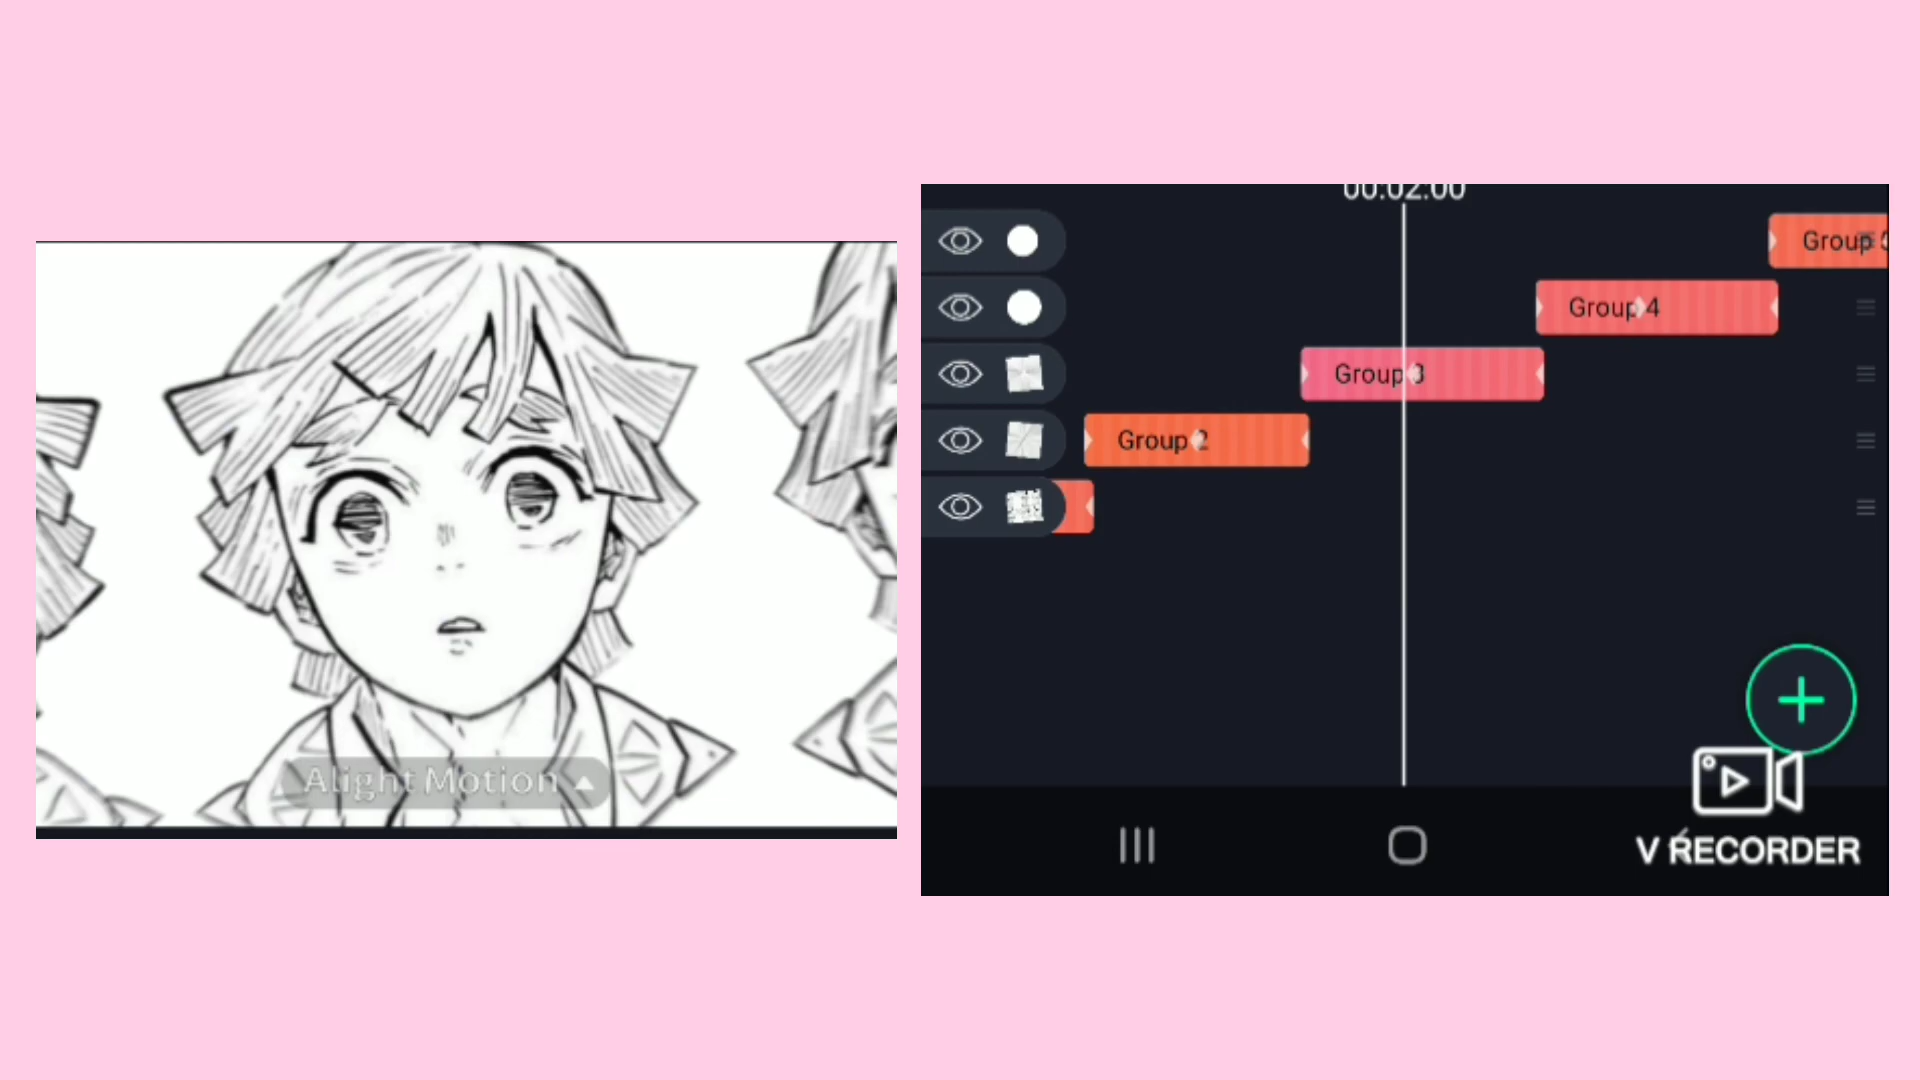 Alight Motion
00:02:00
Group
Group 4
Group 3
Group 2
V RECORDER